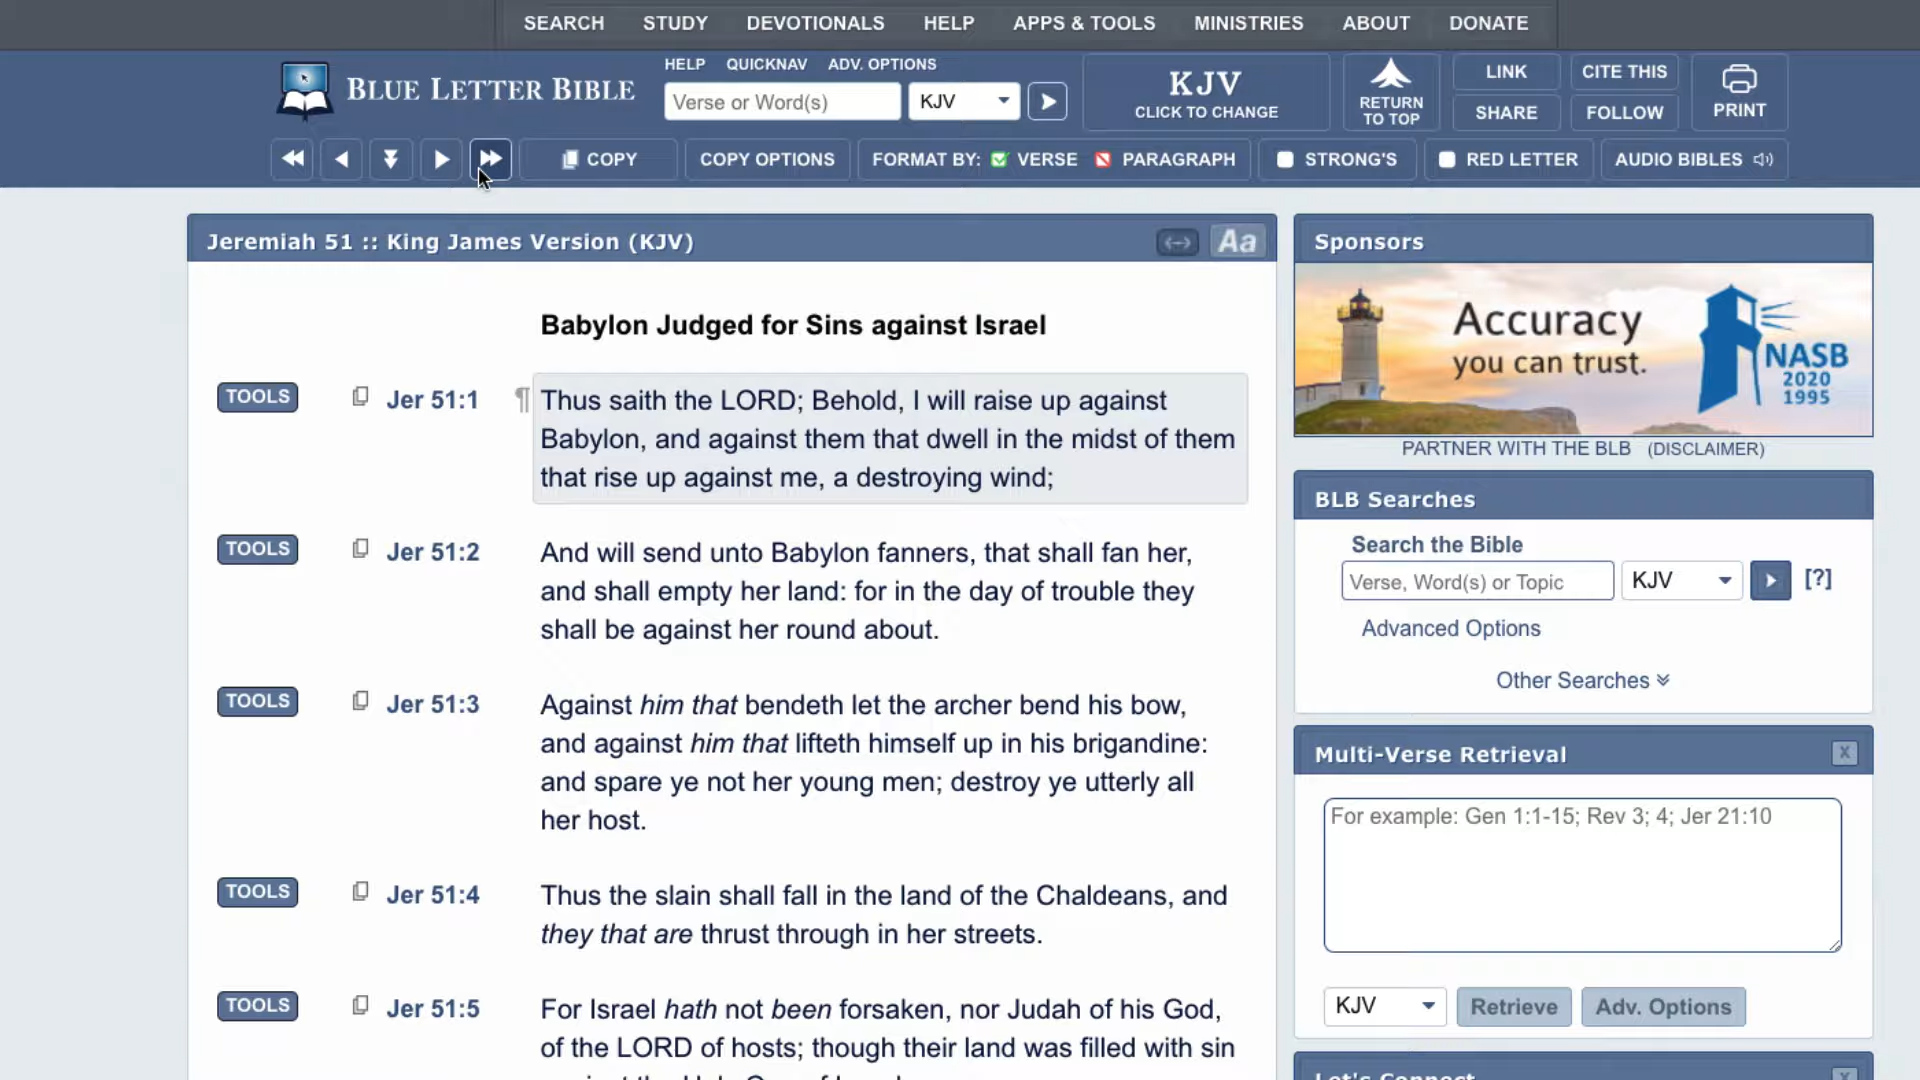 SEARCH STUDY DEVOTIONALS HELP APPS & TOOLS MINISTRIES ABOUT DONATE
BLUE LETTER BIBLE
HELP QUICKNAV ADV. OPTIONS
Verse or Word(s)
KJV
KJV
CLICK TO CHANGE
RETURN
TO TOP
LINK
CITE THIS
SHARE
FOLLOW
PRINT
COPY
COPY OPTIONS
FORMAT BY: VERSE PARAGRAPH
STRONG'S
RED LETTER
AUDIO BIBLES
Jeremiah 51 :: King James Version (KJV)
Aa
Babylon Judged for Sins against Israel
TOOLS
Jer 51:1
¶ Thus saith the LORD; Behold, I will raise up against
Babylon, and against them that dwell in the midst of them
that rise up against me, a destroying wind;
TOOLS
Jer 51:2
And will send unto Babylon fanners, that shall fan her,
and shall empty her land: for in the day of trouble they
shall be against her round about.
TOOLS
Jer 51:3
Against him that bendeth let the archer bend his bow,
and against him that lifteth himself up in his brigandine:
and spare ye not her young men; destroy ye utterly all
her host.
TOOLS
Jer 51:4
Thus the slain shall fall in the land of the Chaldeans, and
they that are thrust through in her streets.
TOOLS
Jer 51:5
For Israel hath not been forsaken, nor Judah of his God,
of the LORD of hosts; though their land was filled with sin
Sponsors
Accuracy
you can trust.
NASB
2020
1995
PARTNER WITH THE BLB (DISCLAIMER)
BLB Searches
Search the Bible
Verse, Word(s) or Topic
KJV
[?]
Advanced Options
Other Searches
Multi-Verse Retrieval
X
For example: Gen 1:1-15; Rev 3; 4; Jer 21:10
KJV
Retrieve
Adv. Options
Let's Connect
X